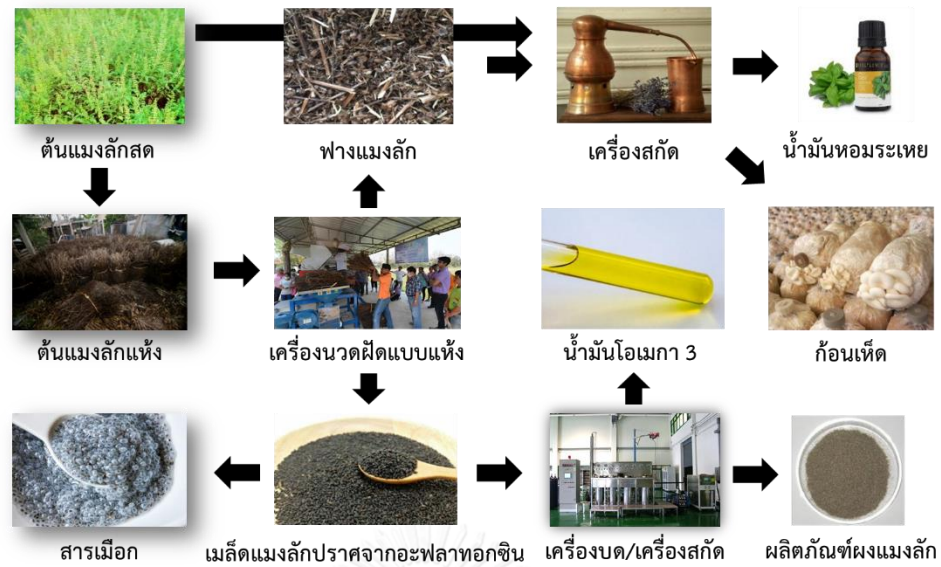 ต้นแมงลักสด
ฟางแมงลัก
เครื่องสกัด
น้ำมันหอมระเหย
ต้นแมงลักแห้ง
เครื่องนวดฝัดแบบแห้ง
น้ำมันโอเมกา 3
ก้อนเห็ด
สารเมือก
เมล็ดแมงลักปราศจากอะฟลาทอกซิน
เครื่องบด/เครื่องสกัด
ผลิตภัณฑ์ผงแมงลัก